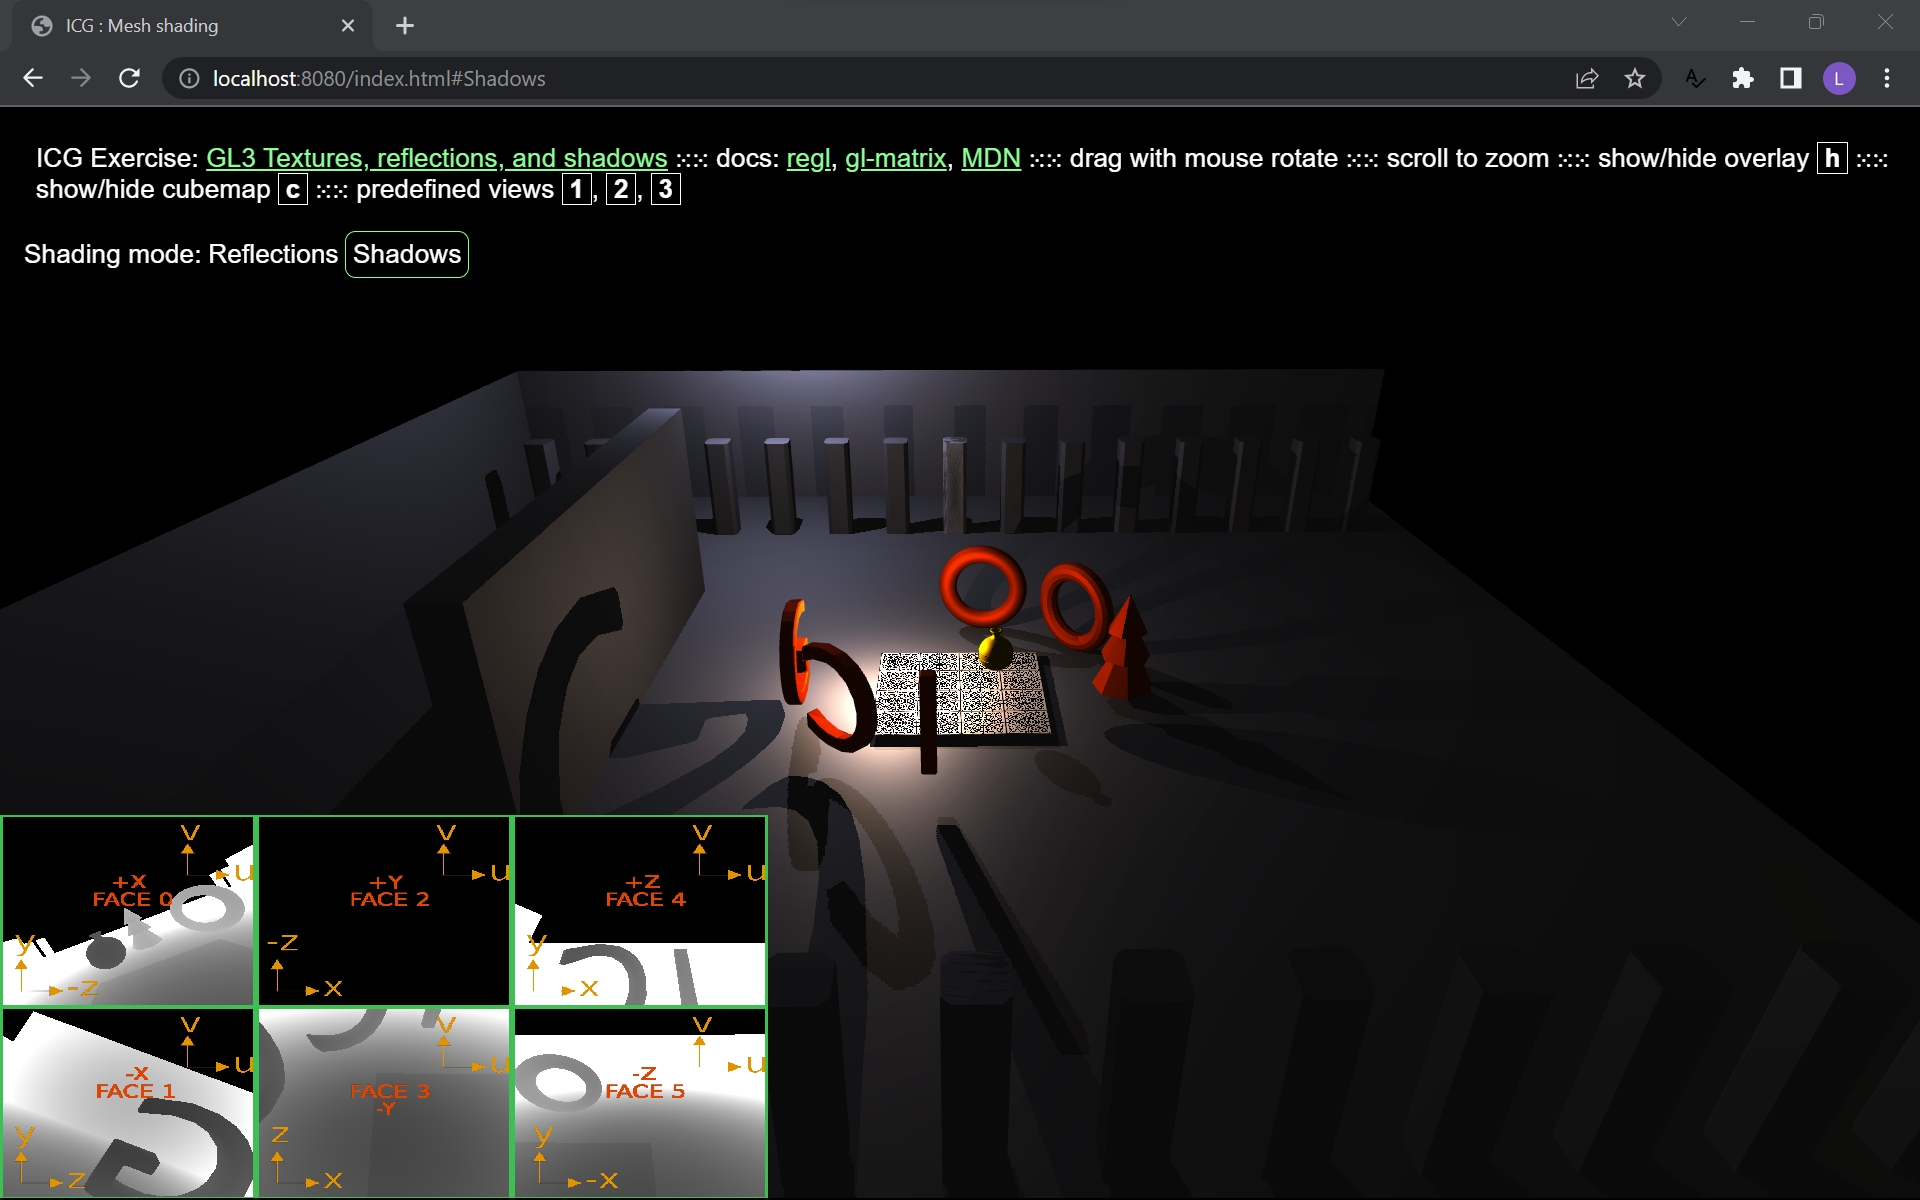 ICG : Mesh shading
localhost:8080/index.html#Shadows
L
ICG Exercise: GL3 Textures, reflections, and shadows ::::: docs: regl, gl-matrix, MDN ::::: drag with mouse rotate ::::: scroll to zoom ::::: show/hide overlay h :::::
show/hide cubemap c ::::: predefined views 1, 2, 3
Shading mode: Reflections Shadows
v
u
+X
FACE 0
y
-z
v
u
+Y
FACE 2
-z
x
v
u
+Z
FACE 4
y
x
v
u
-X
FACE 1
y
z
v
u
FACE 3
-Y
z
x
v
u
-Z
FACE 5
y
-x